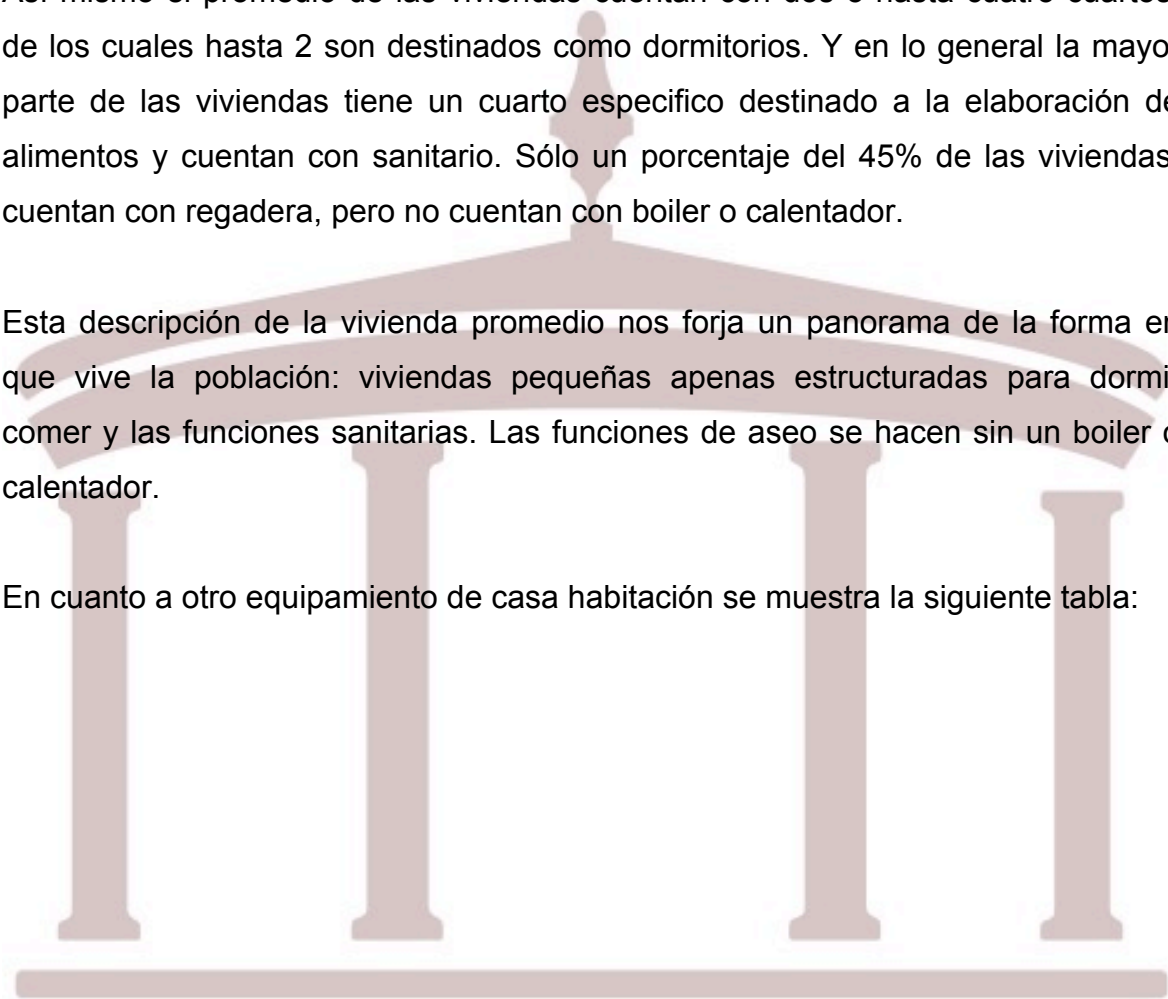 de los cuales hasta 2 son destinados como dormitorios. Y en lo general la mayo
parte de las viviendas tiene un cuarto especifico destinado a la elaboración de
alimentos y cuentan con sanitario. Sólo un porcentaje del 45% de las viviendas
cuentan con regadera, pero no cuentan con boiler o calentador.
Esta descripción de la vivienda promedio nos forja un panorama de la forma en
que vive la población: viviendas pequeñas apenas estructuradas para dormi
comer y las funciones sanitarias. Las funciones de aseo se hacen sin un boiler o
calentador.
En cuanto a otro equipamiento de casa habitación se muestra la siguiente tabla: